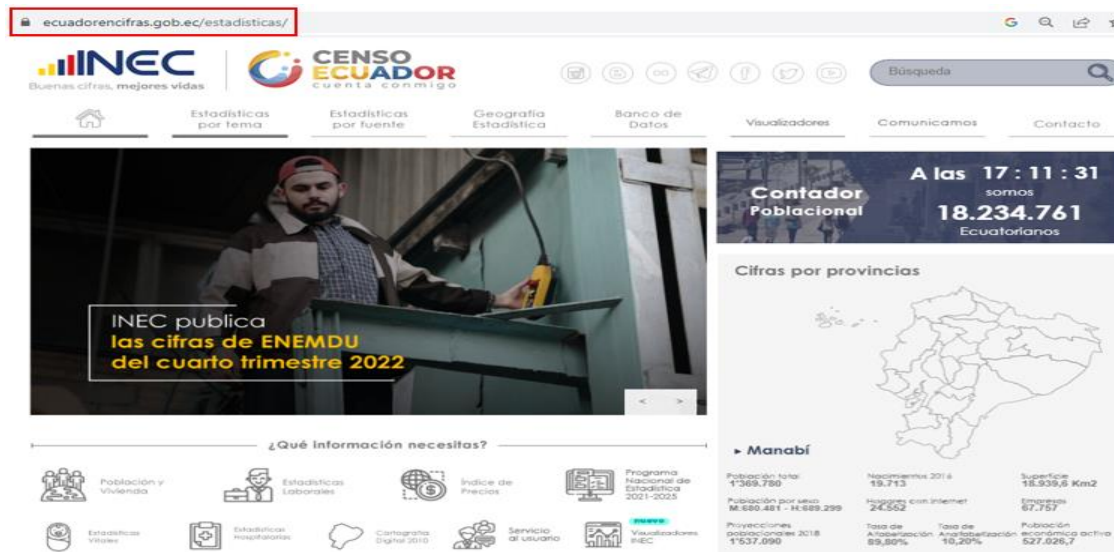 ecuadorencifras.gob.ec/estadisticas/
INEC
Buenas cifras, mejores vidas
CENSO
ECUADOR
cuenta conmigo
Búsqueda
Estadísticas
por tema
Estadísticas
por fuente
Geografía
Estadística
Banco de
Datos
Visualizadores
Comunicamos
Contacto
INEC publica
las cifras de ENEMDU
del cuarto trimestre 2022
< >
Contador
Poblacional
A las 17 : 11 : 31
somos
18.234.761
Ecuatorianos
Cifras por provincias
▸ Manabí
Población total
1'369.780
Nacimientos 2016
19.713
Superficie
18.939,6 Km2
Población por sexo
M:680.481 - H:689.299
Hogares con internet
24.552
Empresas
67.757
Proyecciones
poblacionales 2018
1'537.090
Tasa de
Alfabetización
89,80%
Tasa de
Analfabetización
10,20%
Población
económica activa
527.026,7
¿Qué información necesitas?
Población y
Vivienda
Estadísticas
Laborales
Índice de
Precios
Programa
Nacional de
Estadística
2021-2025
Estadísticas
Vitales
Estadísticas
Hospitalarias
Cartografía
Digital 2010
Servicio
al usuario
nuevo
Visualizadores
INEC